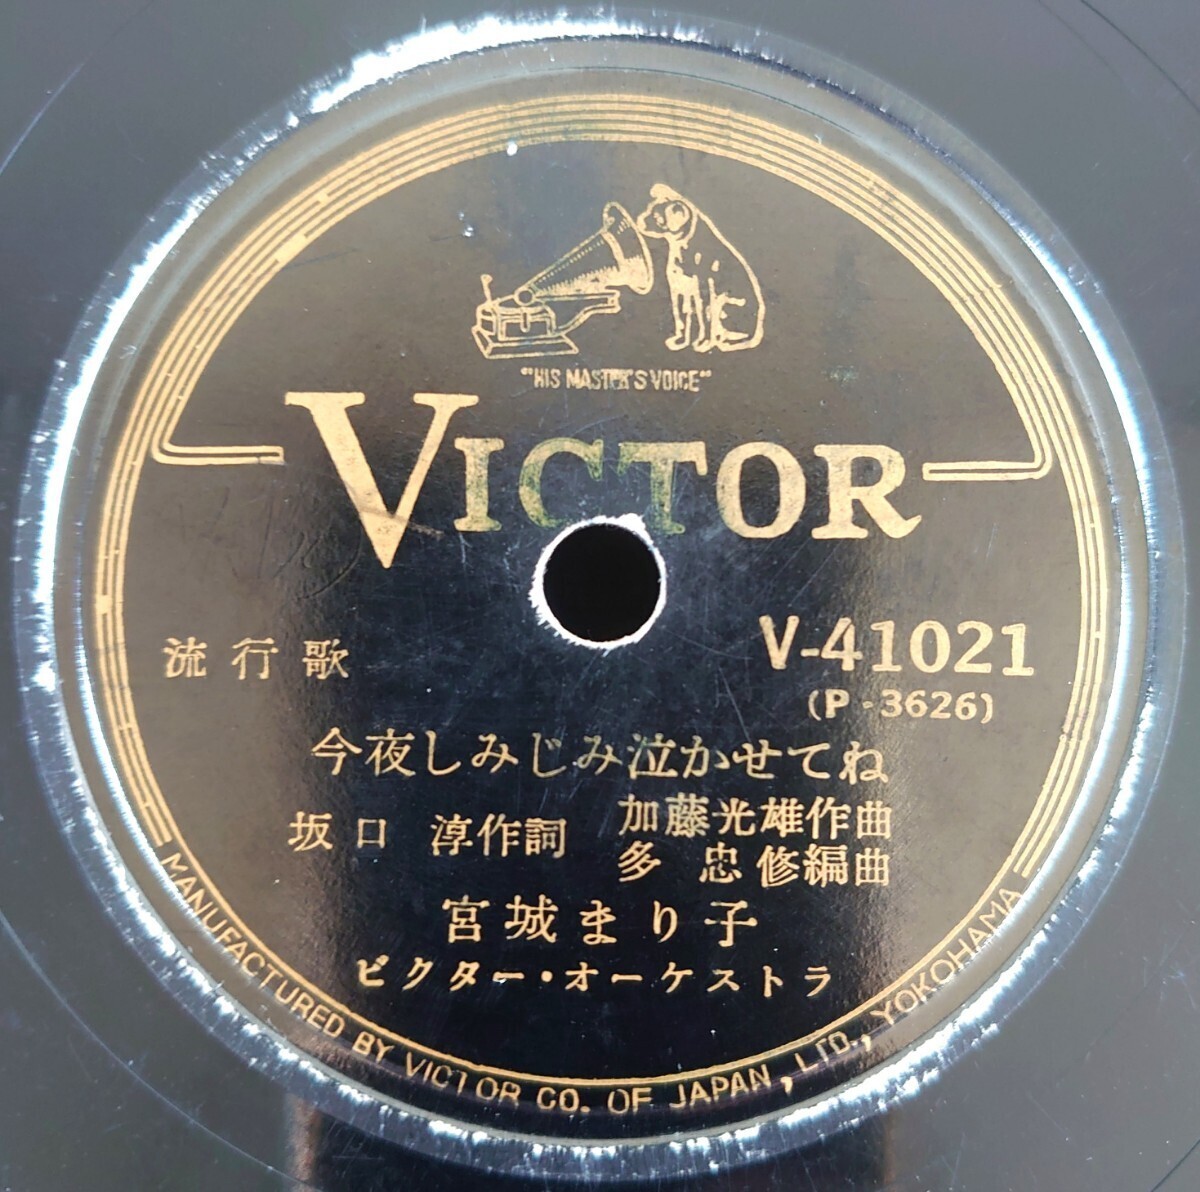 "HIS MASTER'S VOICE"
VICTOR
流行歌
V-41021
(P-3626)
今夜しみじみ泣かせてね
坂口 淳作詞
加藤光雄作曲
多 忠修編曲
宮城まり子
ビクター・オーケストラ
MANUFACTURED BY VICTOR CO. OF JAPAN, LTD., YOKOHAMA